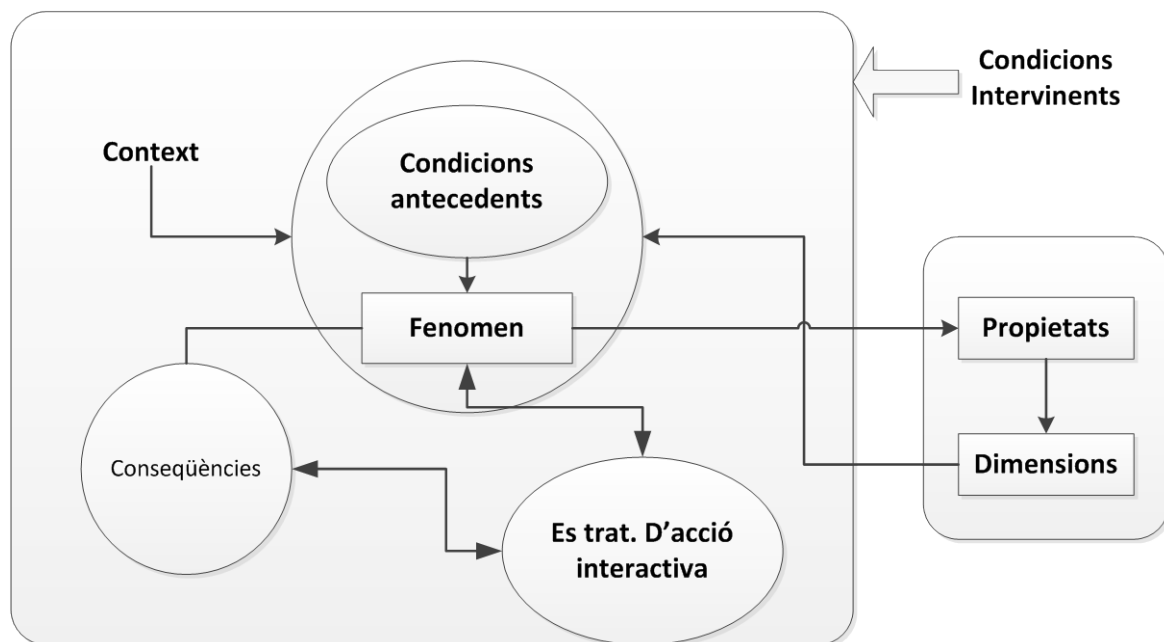 Condicions
Intervinents
Context
Condicions
antecedents
Fenomen
Propietats
Conseqüències
Dimensions
Es trat. D’acció
interactiva